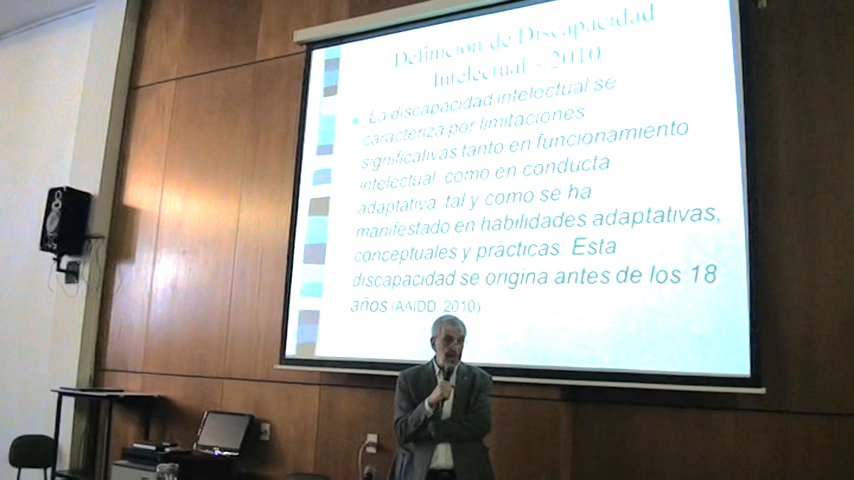 Definición de Discapacidad
Intelectual - 2010
La discapacidad intelectual se
caracteriza por limitaciones
significativas tanto en funcionamiento
intelectual, como en conducta
adaptativa, tal y como se ha
manifestado en habilidades adaptativas,
conceptuales y prácticas. Esta
discapacidad se origina antes de los 18
años (AAIDD, 2010)